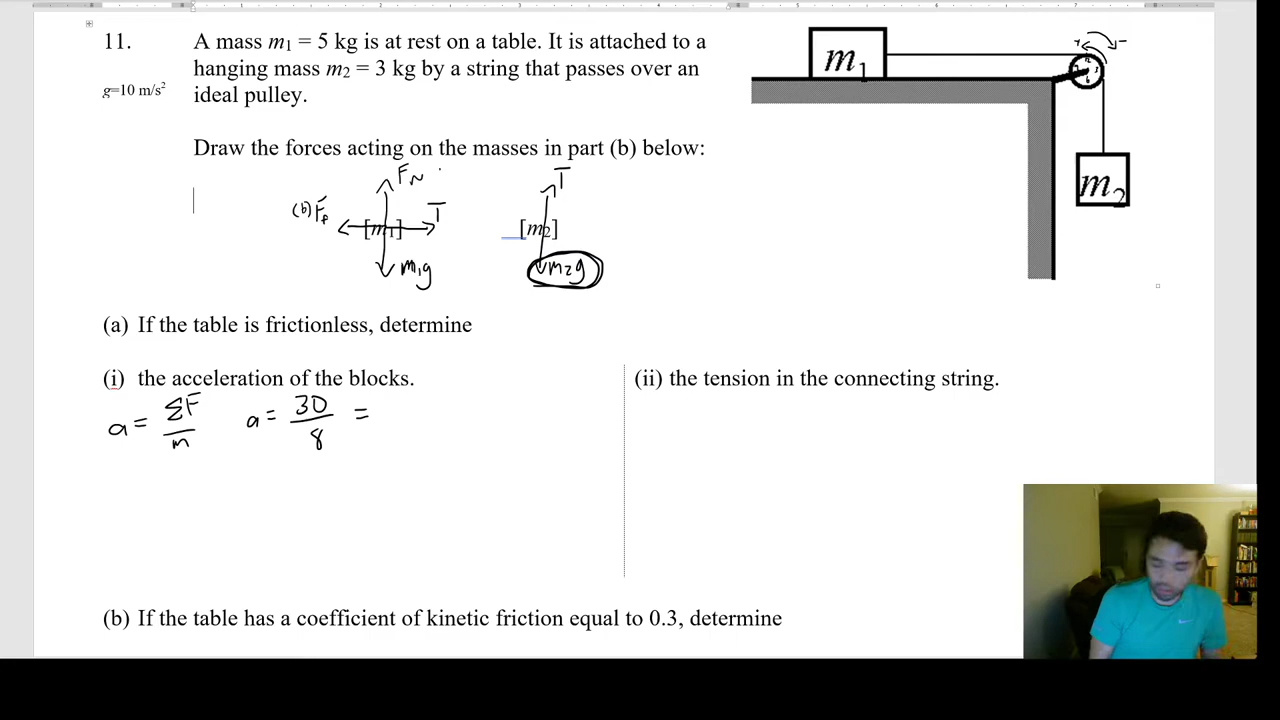 11. A mass m₁ = 5 kg is at rest on a table. It is attached to a
g=10 m/s² hanging mass m₂ = 3 kg by a string that passes over an
ideal pulley.
Draw the forces acting on the masses in part (b) below:
F_N T
(b) F_f [m₁] T [m₂]
m₁g m₂g
(a) If the table is frictionless, determine
(i) the acceleration of the blocks.
a = ΣF/m a = 30/8 =
(ii) the tension in the connecting string.
(b) If the table has a coefficient of kinetic friction equal to 0.3, determine
m₁
+ −
m₂